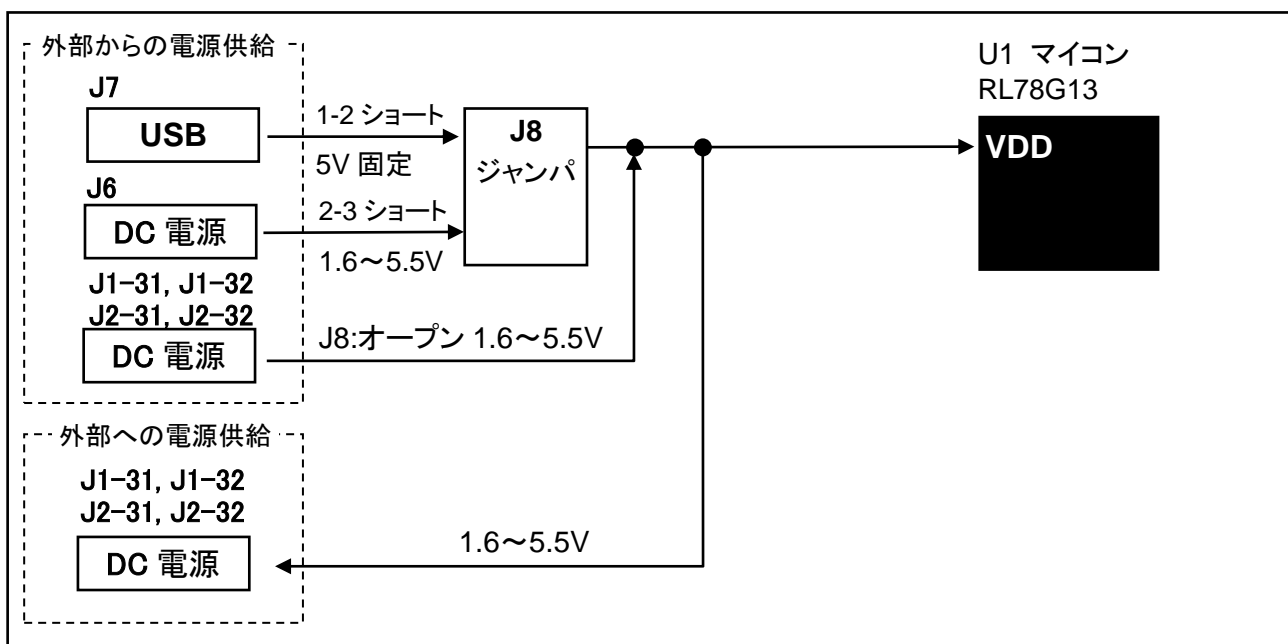 外部からの電源供給
J7
USB
1-2 ショート
5V 固定
J6
DC 電源
2-3 ショート
1.6～5.5V
J8
ジャンパ
J1-31, J1-32
J2-31, J2-32
DC 電源
J8:オープン 1.6～5.5V
U1 マイコン
RL78G13
VDD
外部への電源供給
J1-31, J1-32
J2-31, J2-32
DC 電源
1.6～5.5V